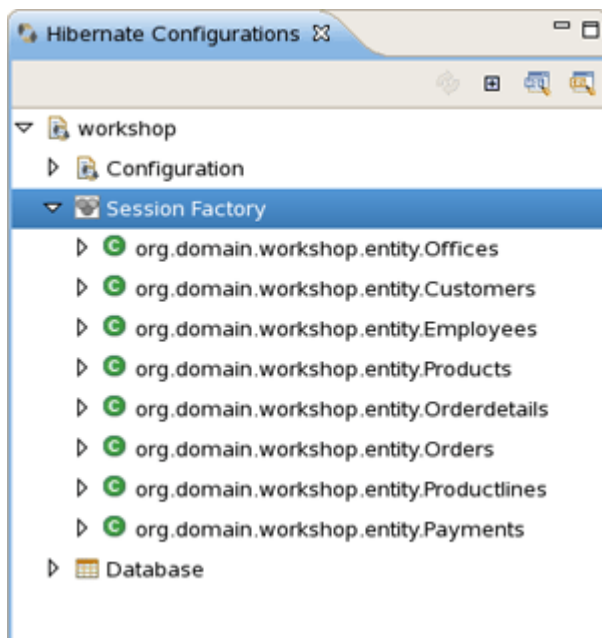 Hibernate Configurations
workshop
Configuration
Session Factory
org.domain.workshop.entity.Offices
org.domain.workshop.entity.Customers
org.domain.workshop.entity.Employees
org.domain.workshop.entity.Products
org.domain.workshop.entity.Orderdetails
org.domain.workshop.entity.Orders
org.domain.workshop.entity.Productlines
org.domain.workshop.entity.Payments
Database